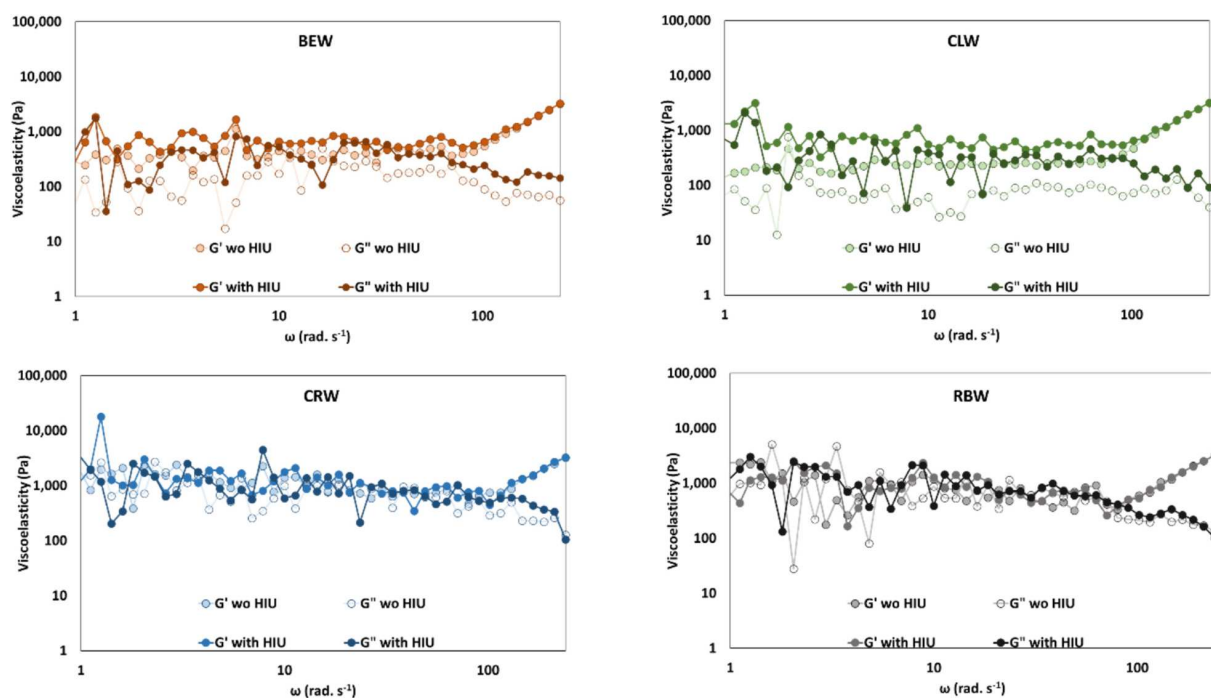 BEW
Viscoelasticity (Pa)
100,000
10,000
1,000
100
10
1
G' wo HIU
G" wo HIU
G' with HIU
G" with HIU
1
10
100
ω (rad. s⁻¹)
CLW
Viscoelasticity (Pa)
100,000
10,000
1,000
100
10
1
G' wo HIU
G" wo HIU
G' with HIU
G" with HIU
1
10
100
ω (rad. s⁻¹)
CRW
Viscoelasticity (Pa)
100,000
10,000
1,000
100
10
1
G' wo HIU
G" wo HIU
G' with HIU
G" with HIU
1
10
100
ω (rad. s⁻¹)
RBW
Viscoelasticity (Pa)
100,000
10,000
1,000
100
10
1
G' wo HIU
G" wo HIU
G' with HIU
G" with HIU
1
10
100
ω (rad. s⁻¹)